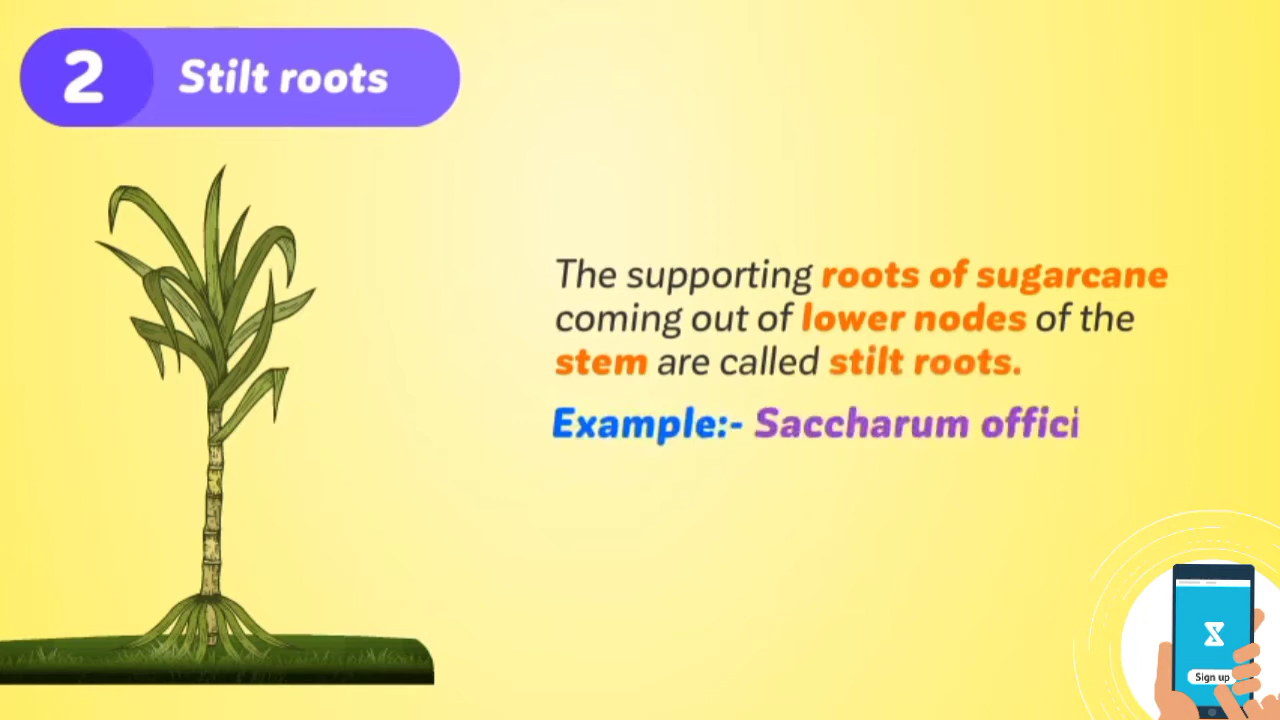 2 Stilt roots
The supporting roots of sugarcane
coming out of lower nodes of the
stem are called stilt roots.
Example:- Saccharum offici
Sign up